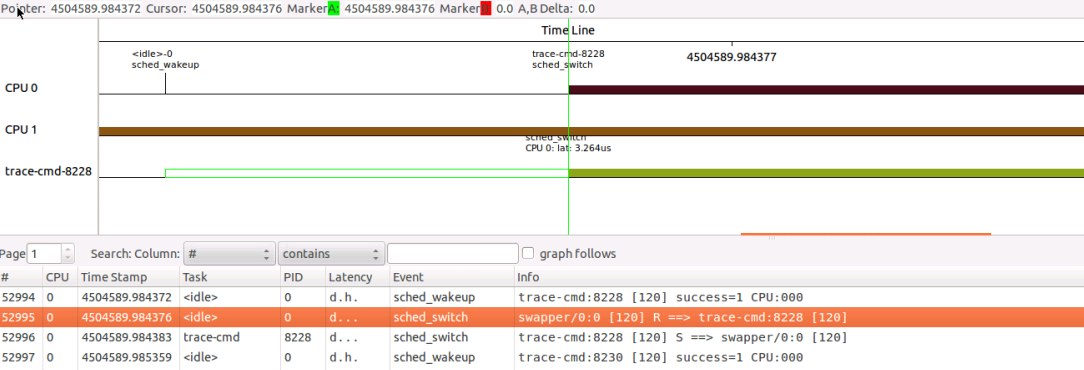 Pointer: 4504589.984372 Cursor: 4504589.984376 Marker A: 4504589.984376 Marker B: 0.0 A,B Delta: 0.0
Time Line
<idle>-0
sched_wakeup
trace-cmd-8228
sched_switch
4504589.984377
CPU 0
CPU 1
sched_switch
CPU 0: lat: 3.264us
trace-cmd-8228
Page 1 Search: Column: # contains graph follows
# CPU Time Stamp Task PID Latency Event Info
52994 0 4504589.984372 <idle> 0 d.h. sched_wakeup trace-cmd:8228 [120] success=1 CPU:000
52995 0 4504589.984376 <idle> 0 d... sched_switch swapper/0:0 [120] R ==> trace-cmd:8228 [120]
52996 0 4504589.984383 trace-cmd 8228 d... sched_switch trace-cmd:8228 [120] S ==> swapper/0:0 [120]
52997 0 4504589.985359 <idle> 0 d.h. sched_wakeup trace-cmd:8230 [120] success=1 CPU:000